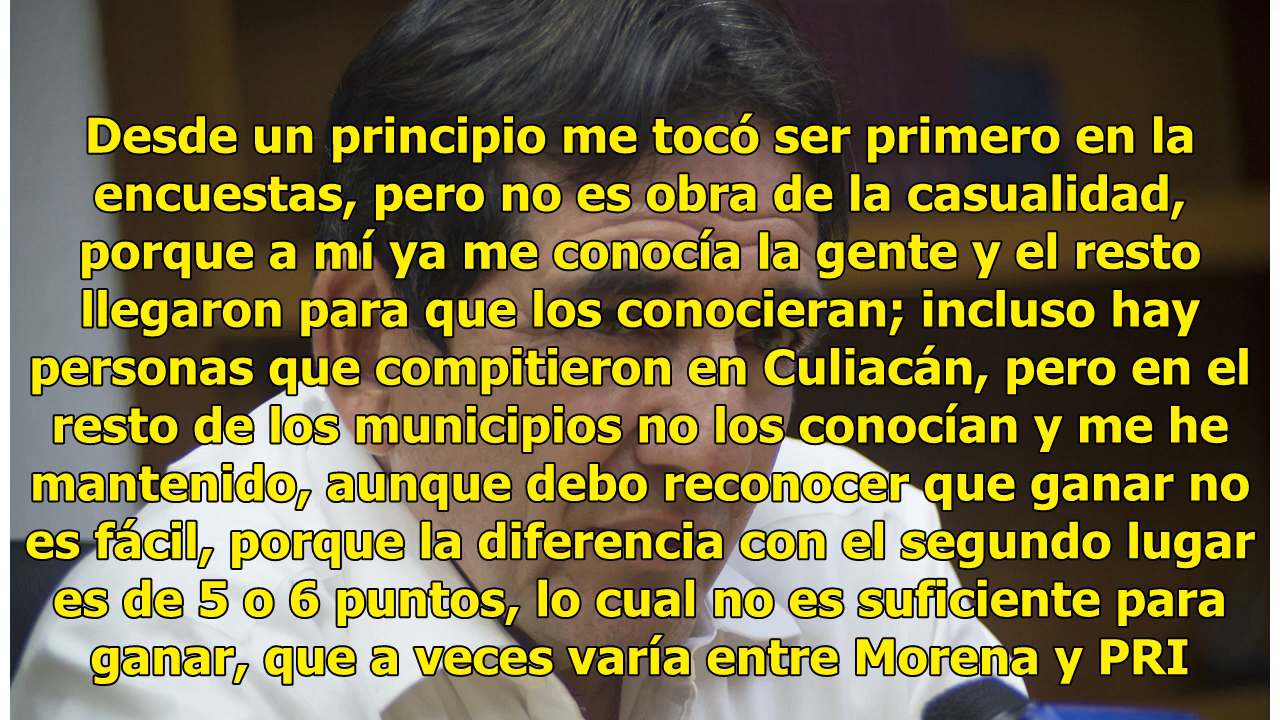 Desde un principio me tocó ser primero en la
encuestas, pero no es obra de la casualidad,
porque a mí ya me conocía la gente y el resto
llegaron para que los conocieran; incluso hay
personas que compitieron en Culiacán, pero en el
resto de los municipios no los conocían y me he
mantenido, aunque debo reconocer que ganar no
es fácil, porque la diferencia con el segundo lugar
es de 5 o 6 puntos, lo cual no es suficiente para
ganar, que a veces varía entre Morena y PRI